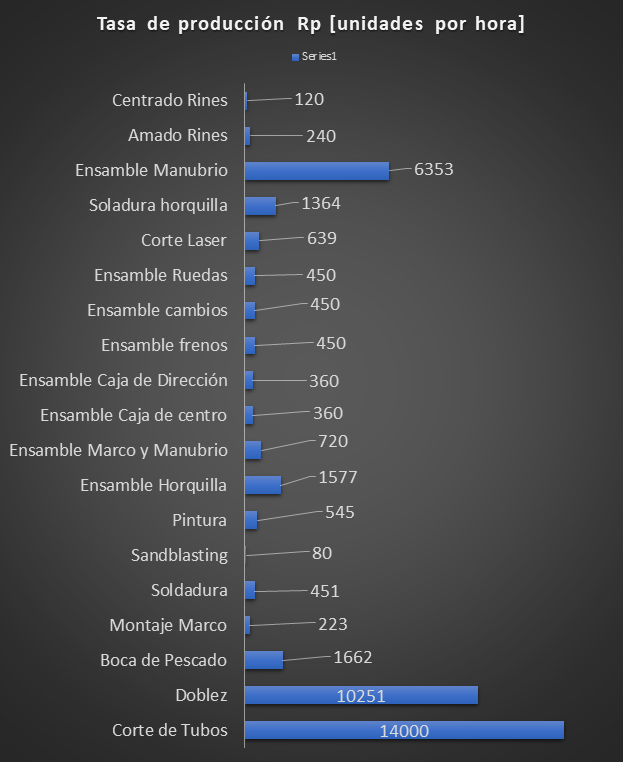 Tasa de producción Rp [unidades por hora]
Series1
Centrado Rines 120
Amado Rines 240
Ensamble Manubrio 6353
Soladura horquilla 1364
Corte Laser 639
Ensamble Ruedas 450
Ensamble cambios 450
Ensamble frenos 450
Ensamble Caja de Dirección 360
Ensamble Caja de centro 360
Ensamble Marco y Manubrio 720
Ensamble Horquilla 1577
Pintura 545
Sandblasting 80
Soldadura 451
Montaje Marco 223
Boca de Pescado 1662
Doblez 10251
Corte de Tubos 14000